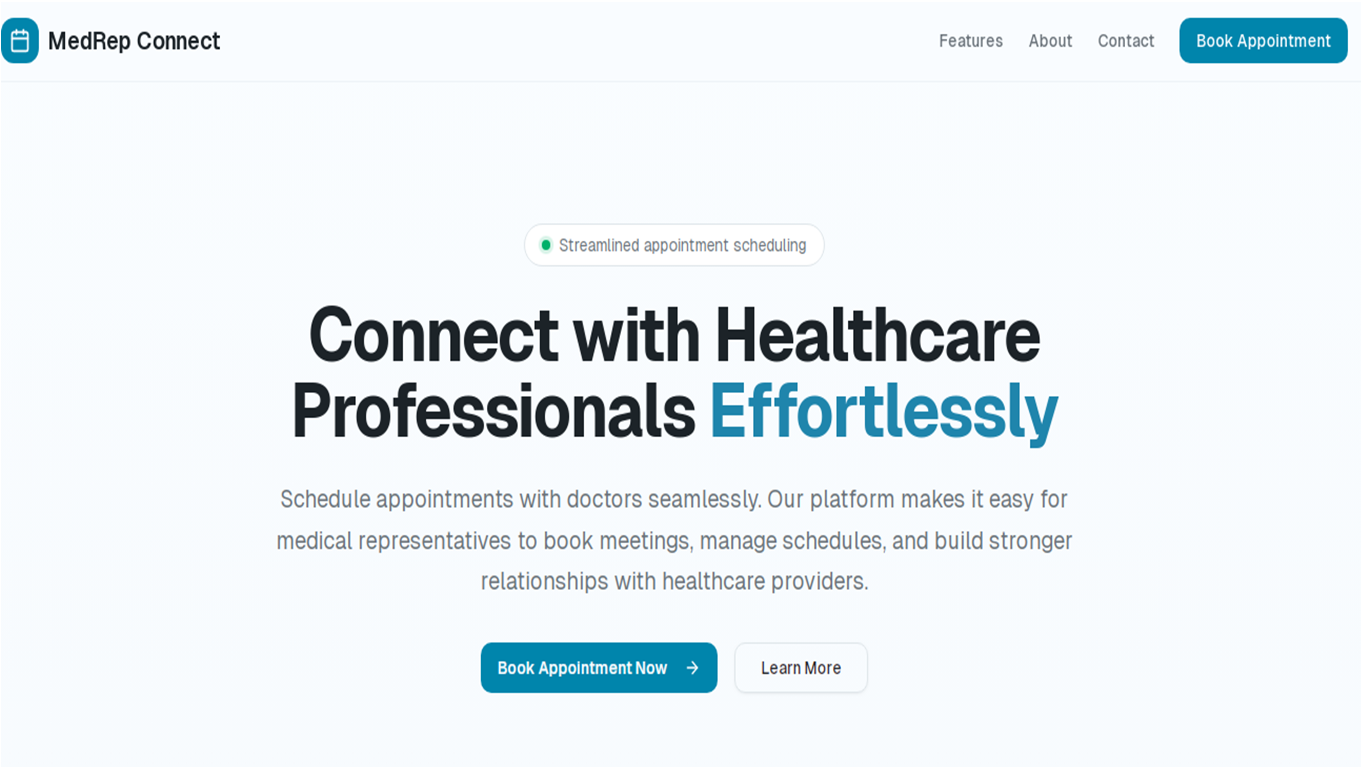 MedRep Connect
Features
About
Contact
Book Appointment
Streamlined appointment scheduling
Connect with Healthcare
Professionals Effortlessly
Schedule appointments with doctors seamlessly. Our platform makes it easy for
medical representatives to book meetings, manage schedules, and build stronger
relationships with healthcare providers.
Book Appointment Now →
Learn More